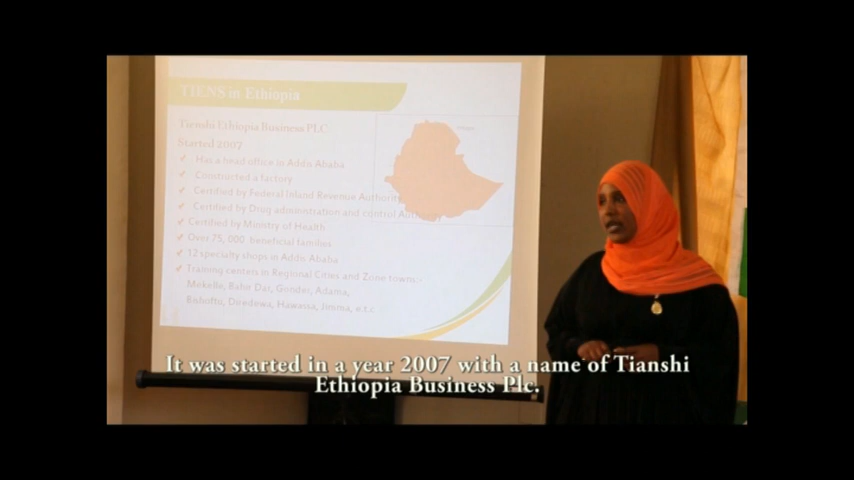 TIENS in Ethiopia
Tianshi Ethiopia Business PLC
Started 2007
✓ Has a head office in Addis Ababa
✓ Constructed a factory
✓ Certified by Federal Inland Revenue Authority
✓ Certified by Drug administration and control Authority
✓ Certified by Ministry of Health
✓ Over 75, 000 beneficial families
✓ 12 specialty shops in Addis Ababa
✓ Training centers in Regional Cities and Zone towns:-
Mekelle, Bahir Dar, Gonder, Adama,
Bishoftu, Diredewa, Hawassa, Jimma, e.t.c
It was started in a year 2007 with a name of Tianshi
Ethiopia Business Plc.